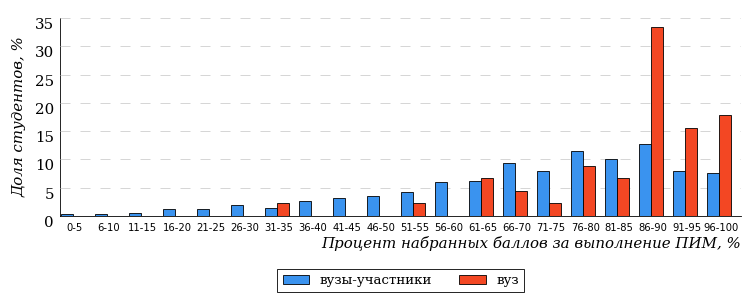 Доля студентов, %
35
30
25
20
15
10
5
0
0-5 6-10 11-15 16-20 21-25 26-30 31-35 36-40 41-45 46-50 51-55 56-60 61-65 66-70 71-75 76-80 81-85 86-90 91-95 96-100
Процент набранных баллов за выполнение ПИМ, %
вузы-участники вуз